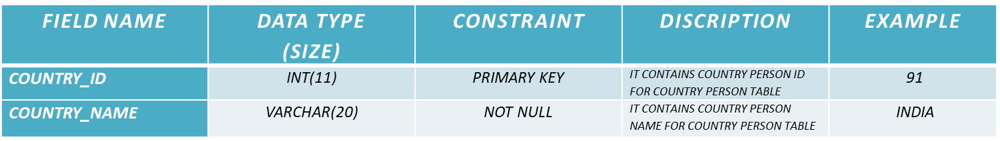 FIELD NAME DATA TYPE (SIZE) CONSTRAINT DISCRIPTION EXAMPLE
COUNTRY_ID INT(11) PRIMARY KEY IT CONTAINS COUNTRY PERSON ID FOR COUNTRY PERSON TABLE 91
COUNTRY_NAME VARCHAR(20) NOT NULL IT CONTAINS COUNTRY PERSON NAME FOR COUNTRY PERSON TABLE INDIA